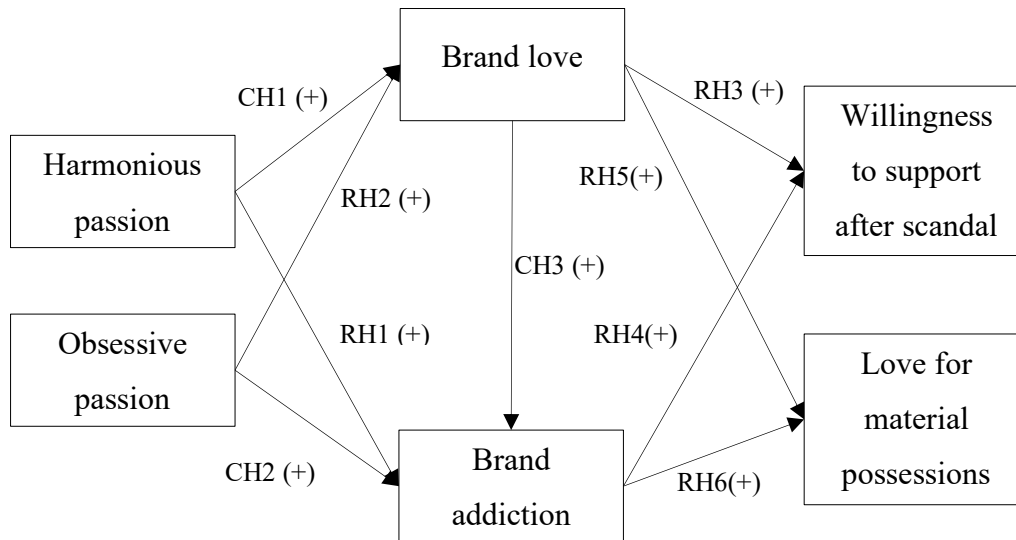 Brand love
CH1 (+)
RH3 (+)
Willingness
to support
after scandal
Harmonious
passion
RH2 (+)
RH5(+)
CH3 (+)
Obsessive
passion
RH1 (+)
RH4(+)
Love for
material
possessions
CH2 (+)
Brand
addiction
RH6(+)